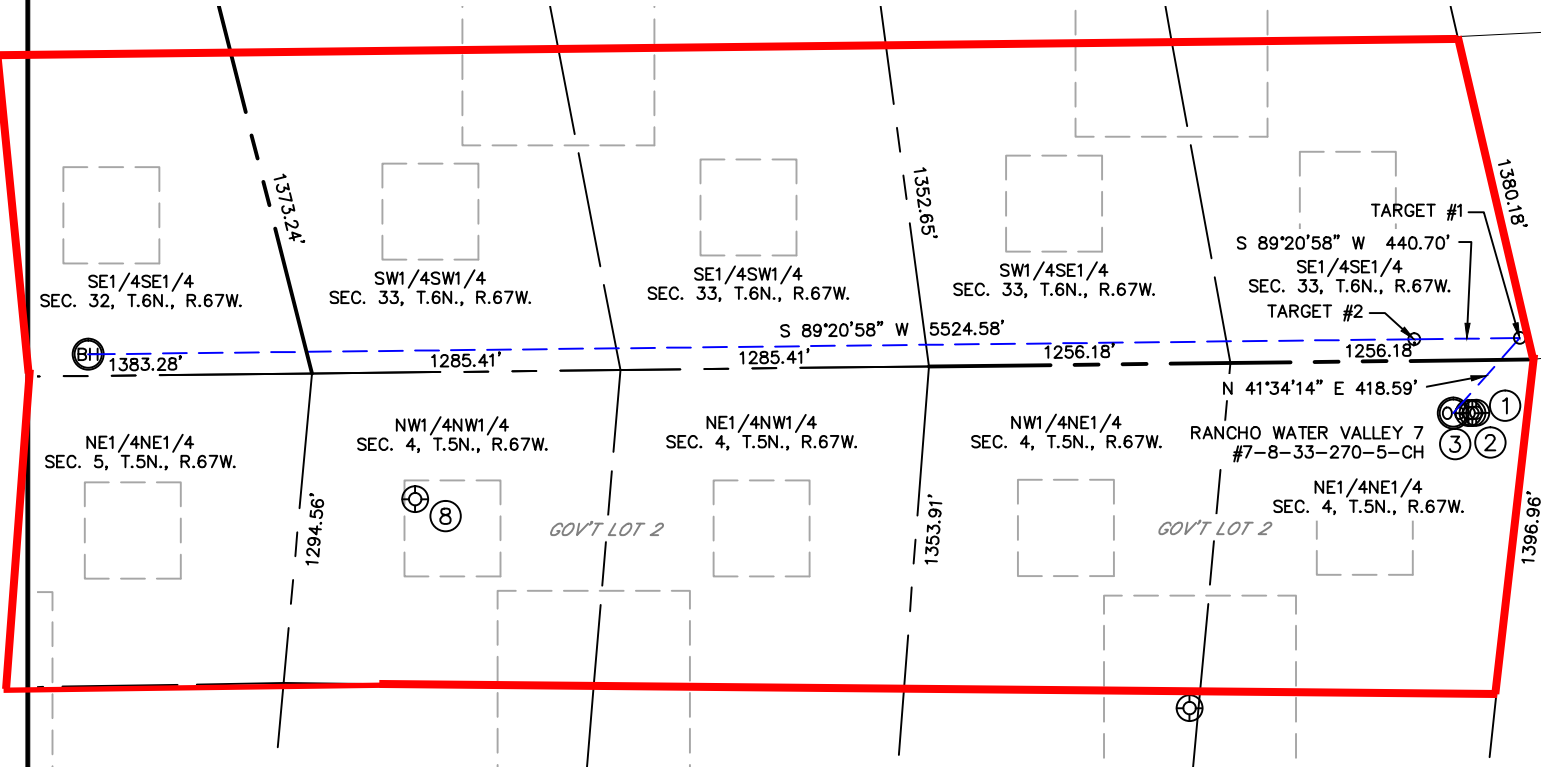 1373.24'
1352.65'
1380.18'
TARGET #1
S 89°20'58" W 440.70'
SE1/4SE1/4
SEC. 32, T.6N., R.67W.
SW1/4SW1/4
SEC. 33, T.6N., R.67W.
SE1/4SW1/4
SEC. 33, T.6N., R.67W.
SW1/4SE1/4
SEC. 33, T.6N., R.67W.
SE1/4SE1/4
SEC. 33, T.6N., R.67W.
TARGET #2
S 89°20'58" W 5524.58'
BH
1383.28'
1285.41'
1285.41'
1256.18'
1256.18'
N 41°34'14" E 418.59'
1
3
2
RANCHO WATER VALLEY 7
#7-8-33-270-5-CH
NE1/4NE1/4
SEC. 5, T.5N., R.67W.
NW1/4NW1/4
SEC. 4, T.5N., R.67W.
NE1/4NW1/4
SEC. 4, T.5N., R.67W.
NW1/4NE1/4
SEC. 4, T.5N., R.67W.
NE1/4NE1/4
SEC. 4, T.5N., R.67W.
8
1294.56'
GOV'T LOT 2
1353.91'
GOV'T LOT 2
1396.96'